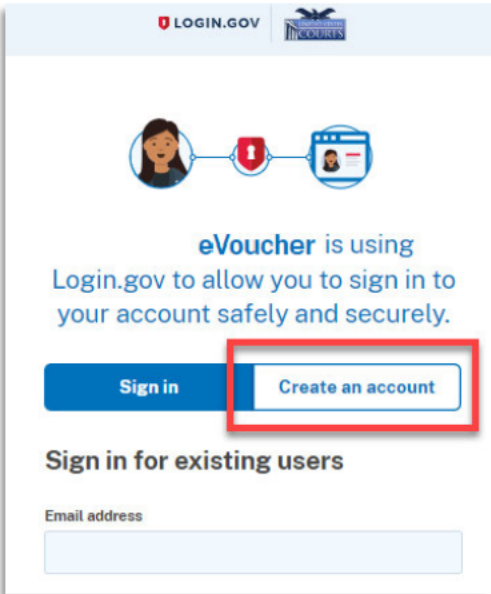 LOGIN.GOV
COURTS
eVoucher is using
Login.gov to allow you to sign in to
your account safely and securely.
Sign in
Create an account
Sign in for existing users
Email address